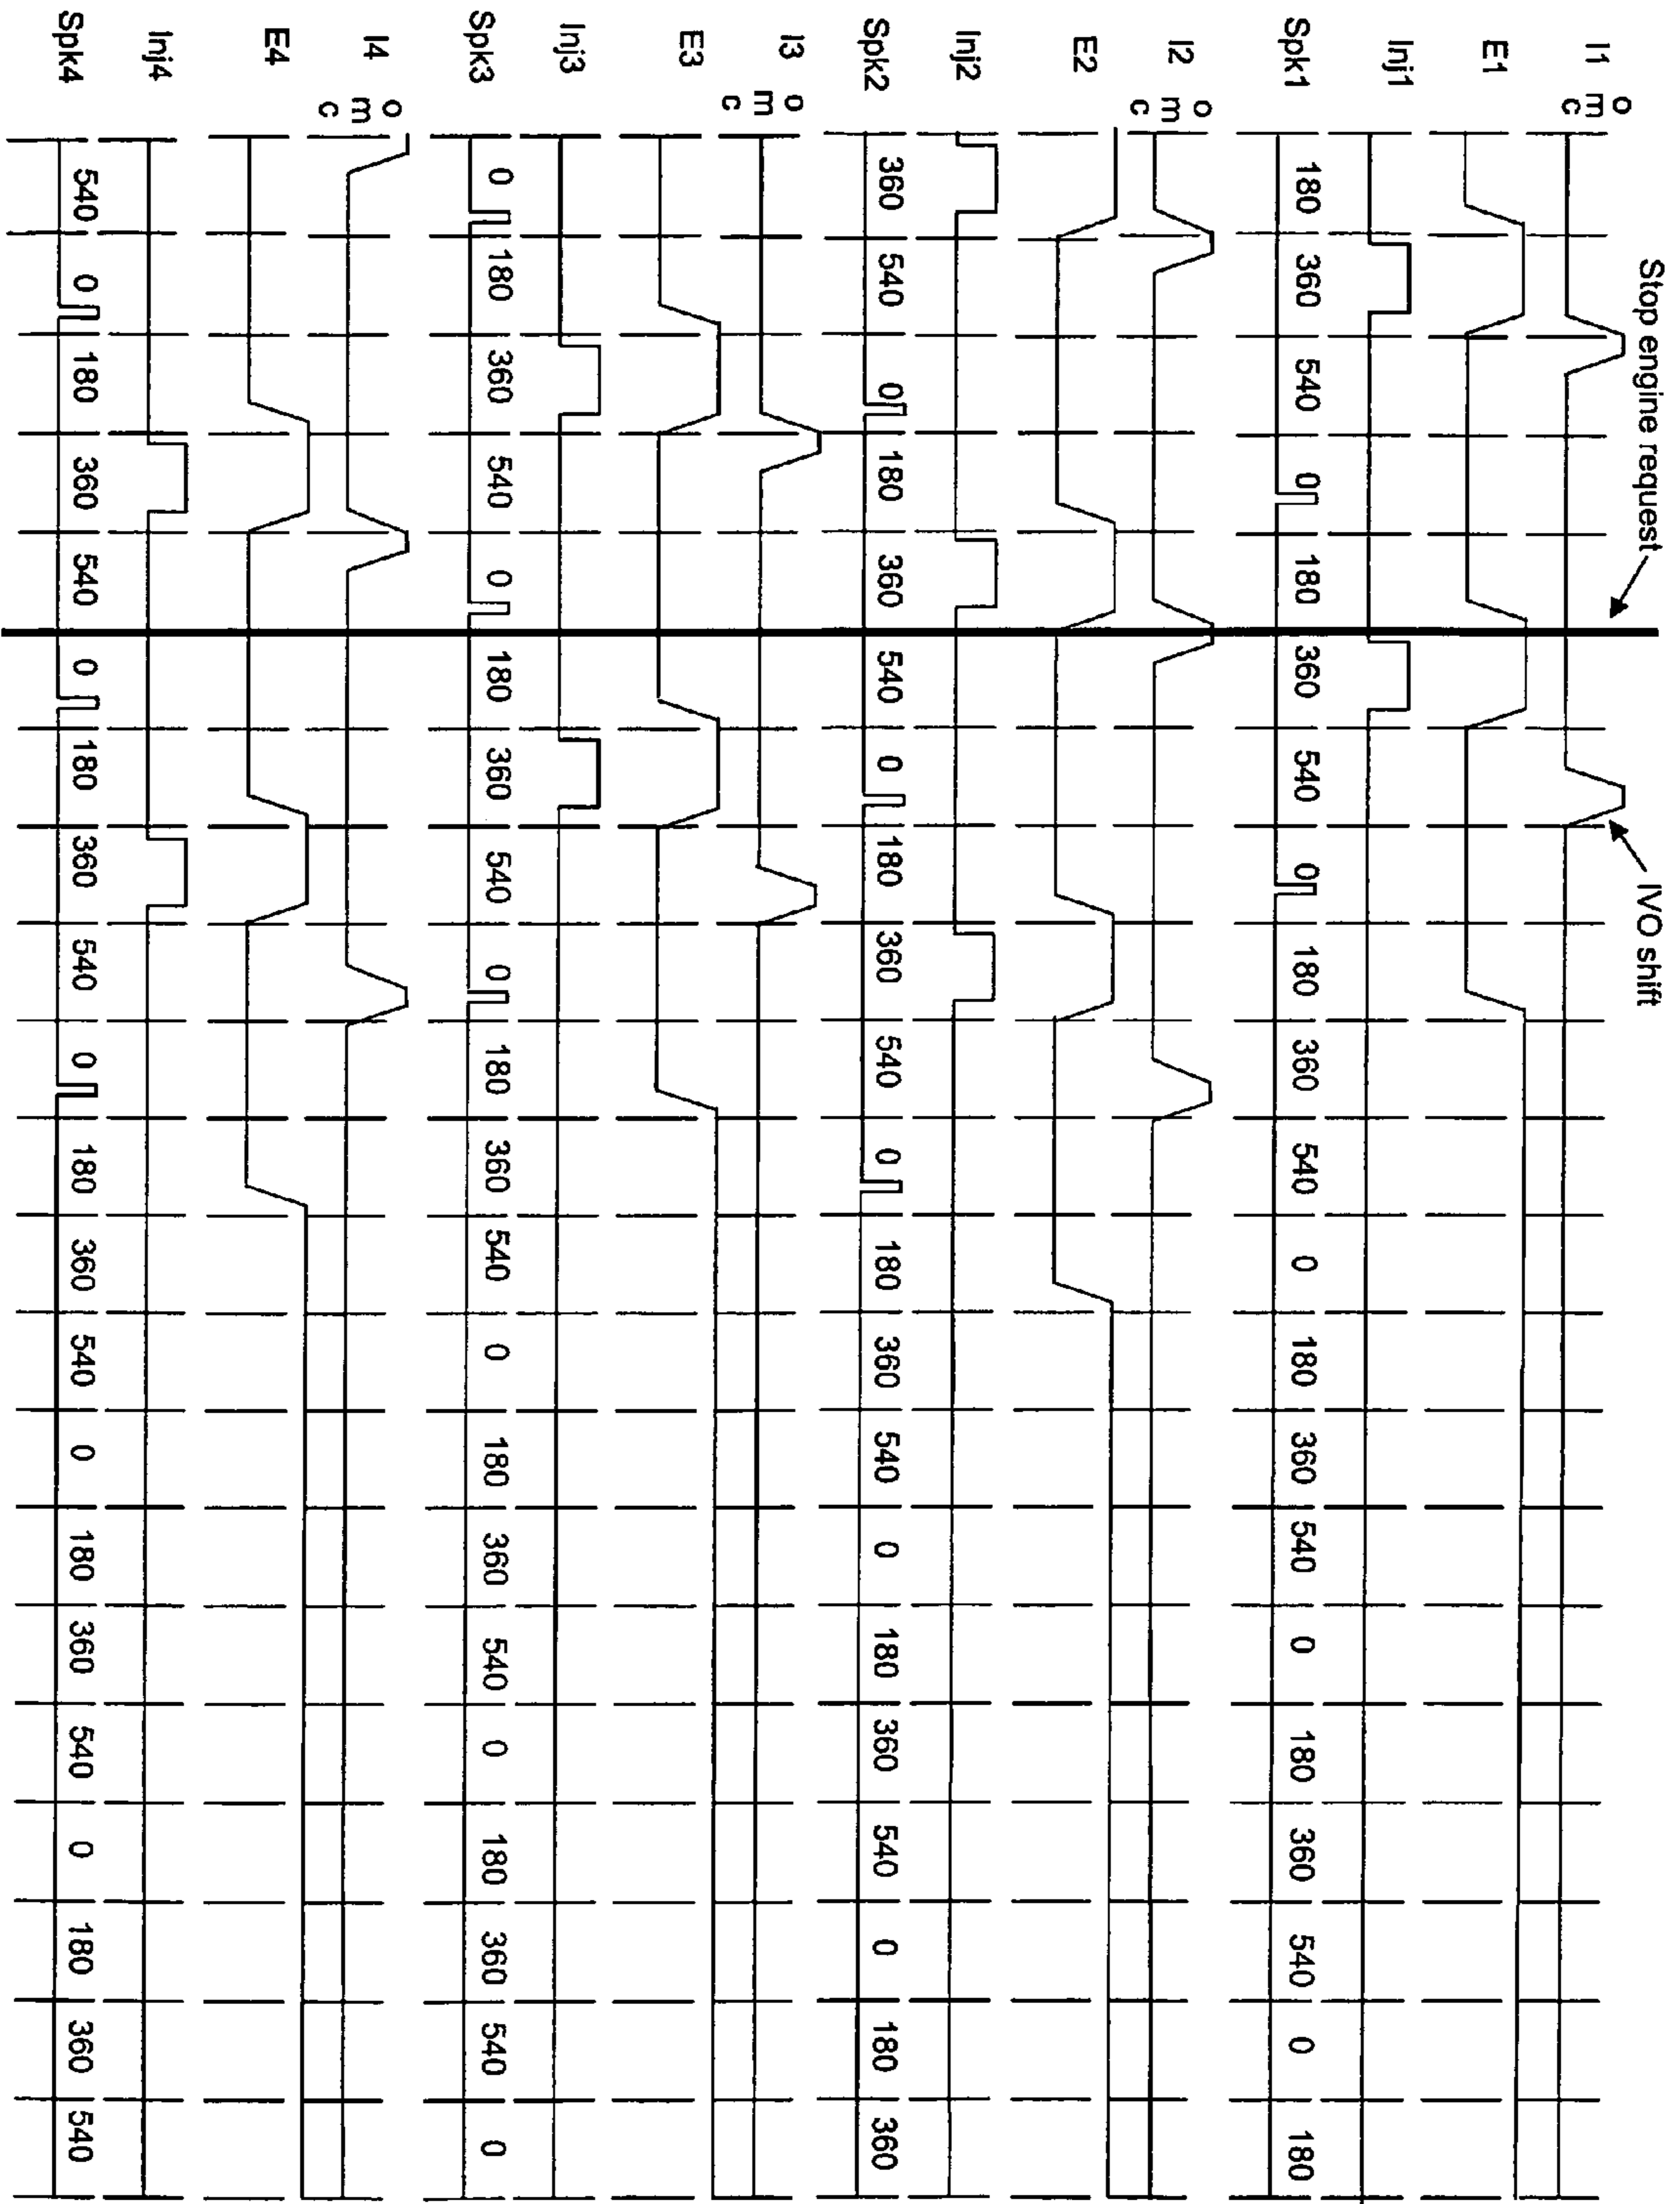 Stop engine request
IVO shift
I1
o
m
c
E1
Inj1
Spk1 180 360 540 0 180 360 540 0 180 360 540 0 180 360 540 0 180 360 540 0 180
I2
o
m
c
E2
Inj2
Spk2 360 540 0 180 360 540 0 180 360 540 0 180 360 540 0 180 360 540 0 180 360
I3
o
m
c
E3
Inj3
Spk3 0 180 360 540 0 180 360 540 0 180 360 540 0 180 360 540 0 180 360 540 0
I4
o
m
c
E4
Inj4
Spk4 540 0 180 360 540 0 180 360 540 0 180 360 540 0 180 360 540 0 180 360 540